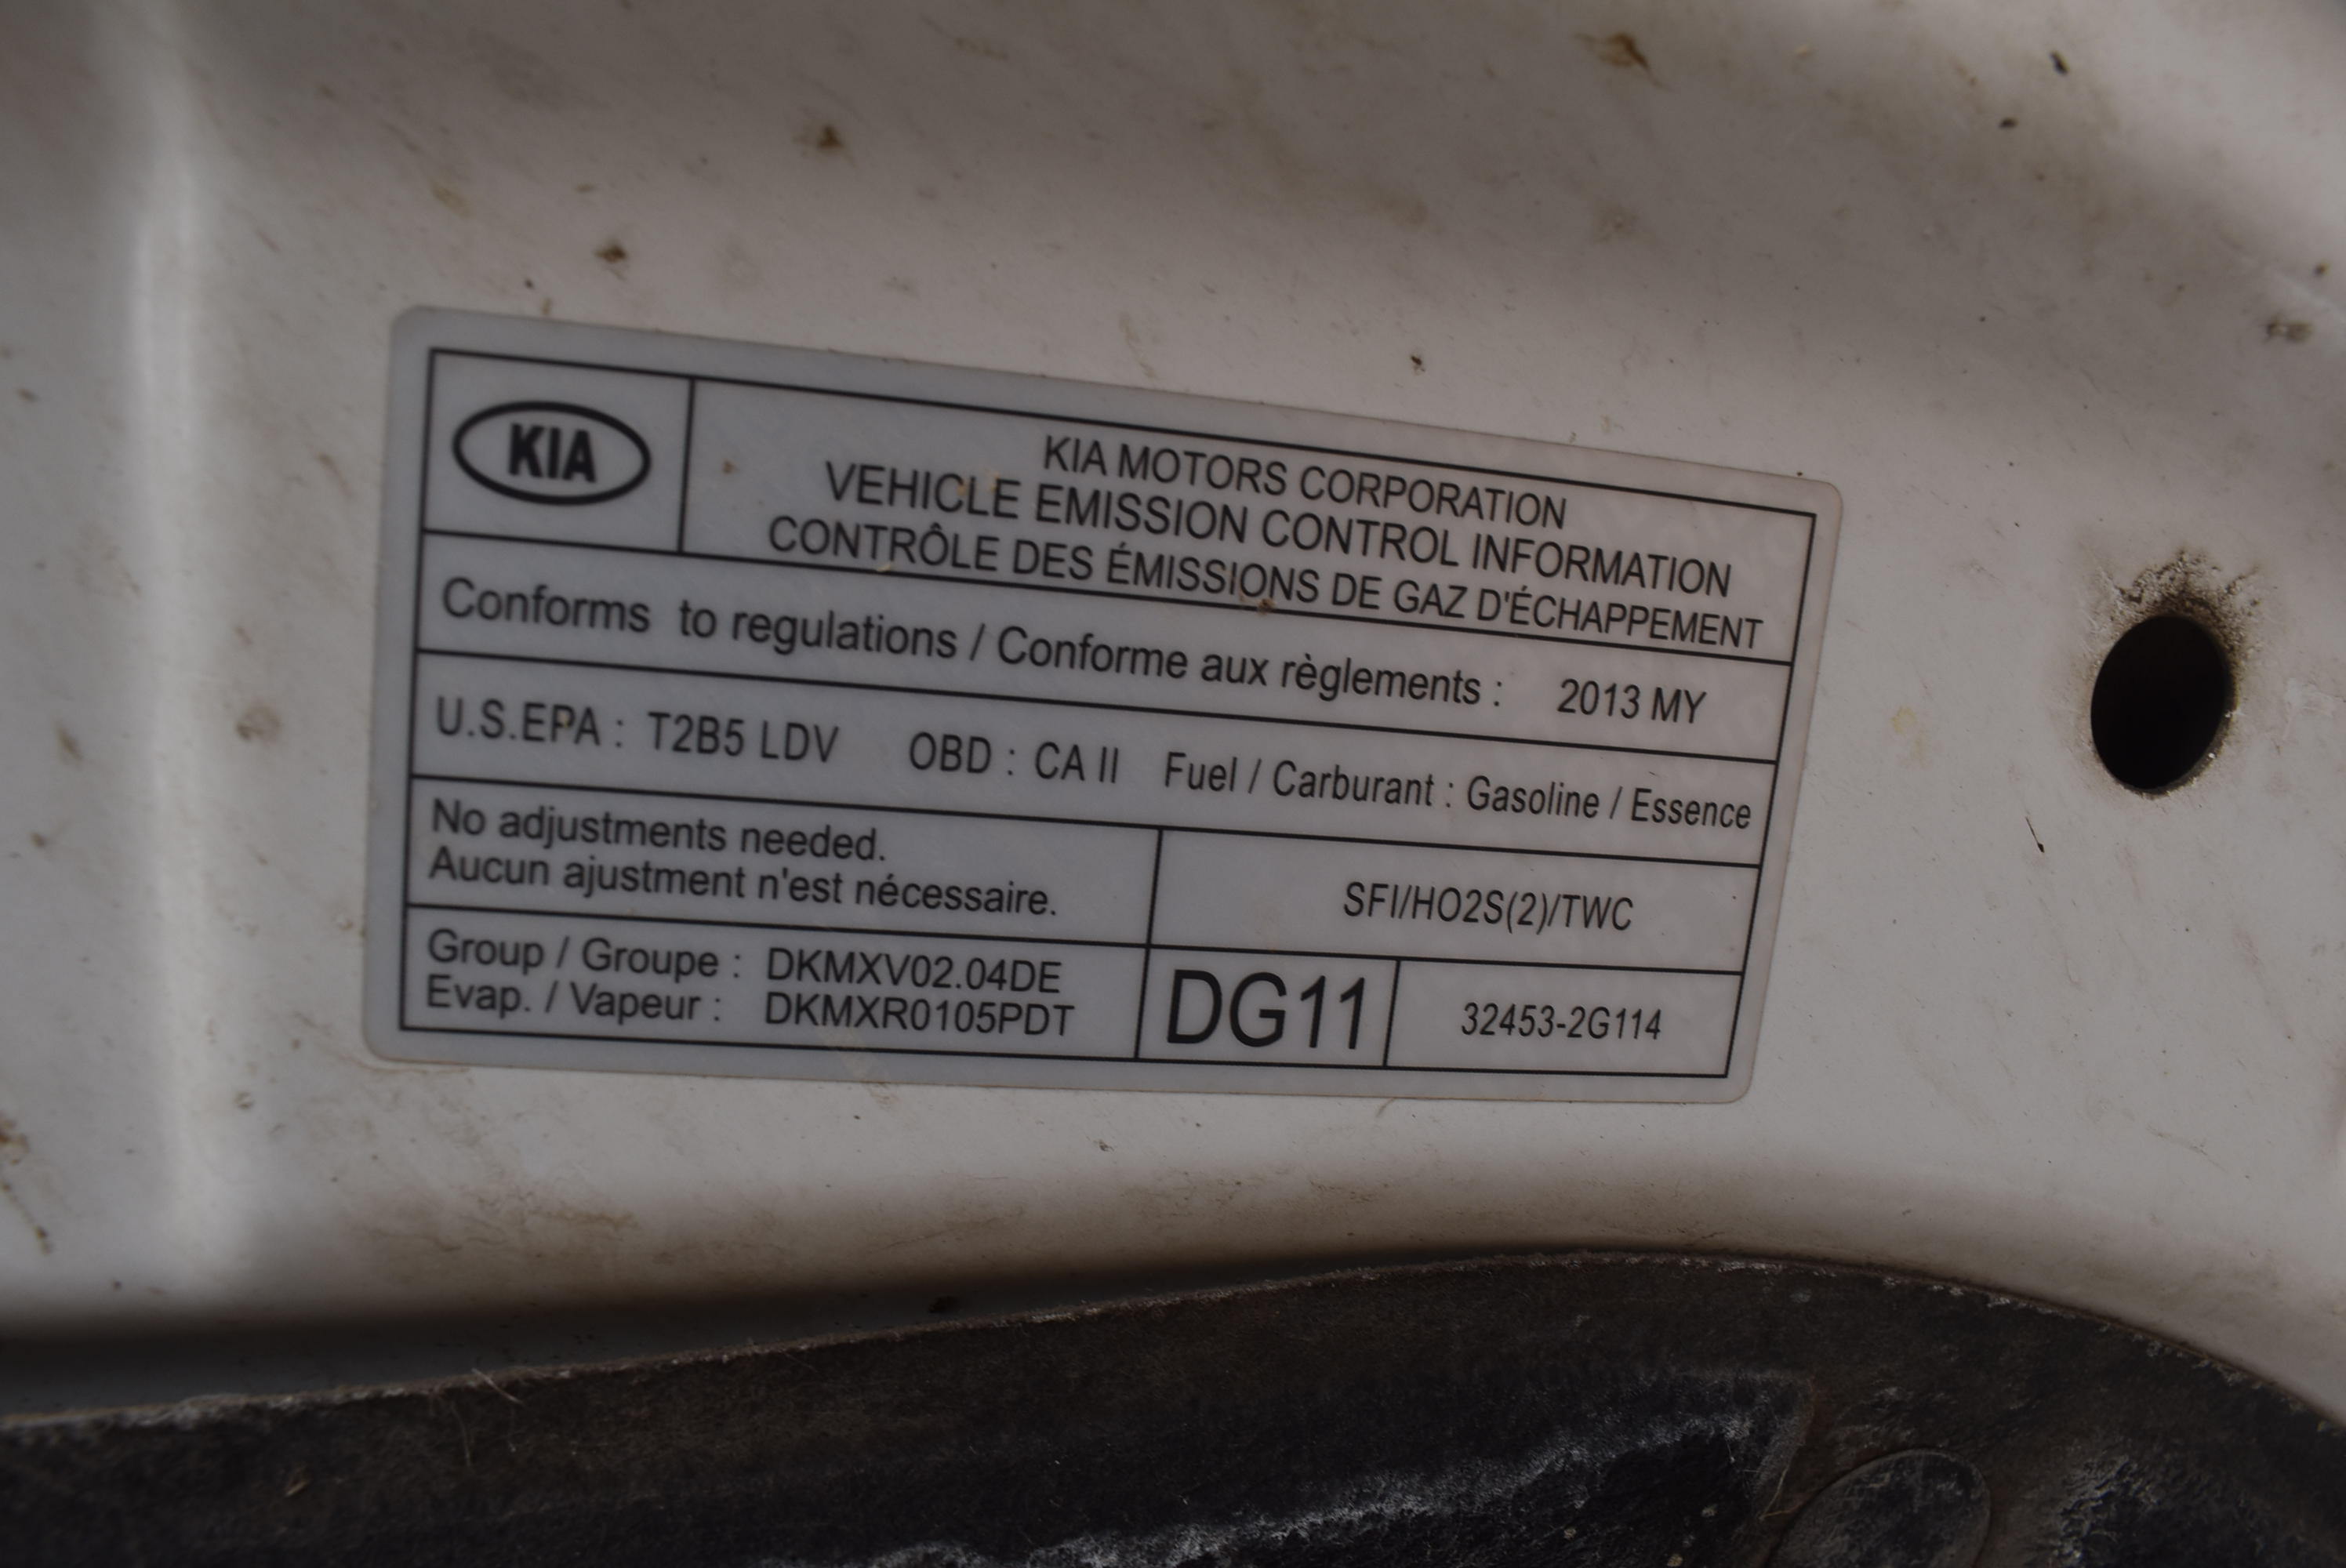 KIA
KIA MOTORS CORPORATION
VEHICLE EMISSION CONTROL INFORMATION
CONTRÔLE DES ÉMISSIONS DE GAZ D'ÉCHAPPEMENT
Conforms to regulations / Conforme aux règlements : 2013 MY
U.S.EPA : T2B5 LDV OBD : CA II Fuel / Carburant : Gasoline / Essence
No adjustments needed.
Aucun ajustment n'est nécessaire.
SFI/HO2S(2)/TWC
Group / Groupe : DKMXV02.04DE
Evap. / Vapeur : DKMXR0105PDT
DG11
32453-2G114